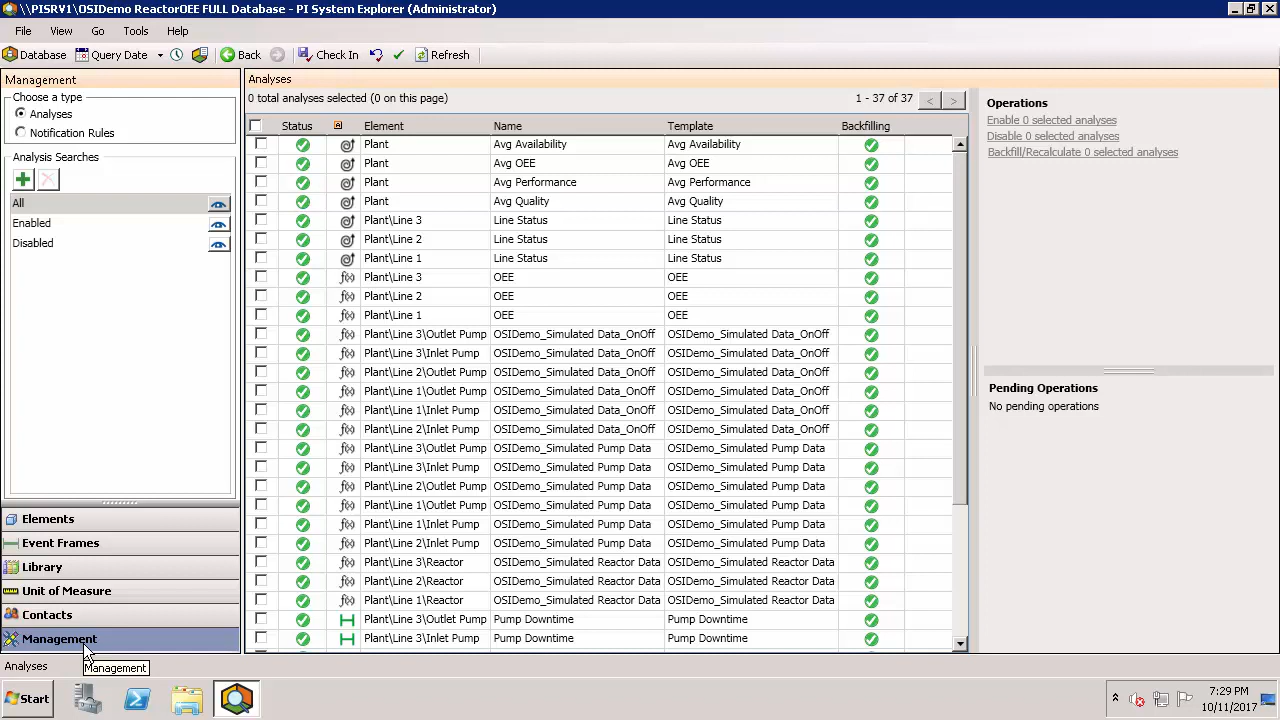 \\PISRV1\OSIDemo ReactorOEE FULL Database - PI System Explorer (Administrator)
File View Go Tools Help
Database Query Date Back Check In Refresh
Management
Choose a type
Analyses
Notification Rules
Analysis Searches
All
Enabled
Disabled
Elements
Event Frames
Library
Unit of Measure
Contacts
Management
Analyses
0 total analyses selected (0 on this page) 1 - 37 of 37 < >
Status Element Name Template Backfilling
Plant Avg Availability Avg Availability
Plant Avg OEE Avg OEE
Plant Avg Performance Avg Performance
Plant Avg Quality Avg Quality
Plant\Line 3 Line Status Line Status
Plant\Line 2 Line Status Line Status
Plant\Line 1 Line Status Line Status
f(x) Plant\Line 3 OEE OEE
f(x) Plant\Line 2 OEE OEE
f(x) Plant\Line 1 OEE OEE
f(x) Plant\Line 3\Outlet Pump OSIDemo_Simulated Data_OnOff OSIDemo_Simulated Data_OnOff
f(x) Plant\Line 3\Inlet Pump OSIDemo_Simulated Data_OnOff OSIDemo_Simulated Data_OnOff
f(x) Plant\Line 2\Outlet Pump OSIDemo_Simulated Data_OnOff OSIDemo_Simulated Data_OnOff
f(x) Plant\Line 1\Outlet Pump OSIDemo_Simulated Data_OnOff OSIDemo_Simulated Data_OnOff
f(x) Plant\Line 1\Inlet Pump OSIDemo_Simulated Data_OnOff OSIDemo_Simulated Data_OnOff
f(x) Plant\Line 2\Inlet Pump OSIDemo_Simulated Data_OnOff OSIDemo_Simulated Data_OnOff
f(x) Plant\Line 3\Outlet Pump OSIDemo_Simulated Pump Data OSIDemo_Simulated Pump Data
f(x) Plant\Line 3\Inlet Pump OSIDemo_Simulated Pump Data OSIDemo_Simulated Pump Data
f(x) Plant\Line 2\Outlet Pump OSIDemo_Simulated Pump Data OSIDemo_Simulated Pump Data
f(x) Plant\Line 1\Outlet Pump OSIDemo_Simulated Pump Data OSIDemo_Simulated Pump Data
f(x) Plant\Line 1\Inlet Pump OSIDemo_Simulated Pump Data OSIDemo_Simulated Pump Data
f(x) Plant\Line 2\Inlet Pump OSIDemo_Simulated Pump Data OSIDemo_Simulated Pump Data
f(x) Plant\Line 3\Reactor OSIDemo_Simulated Reactor Data OSIDemo_Simulated Reactor Data
f(x) Plant\Line 2\Reactor OSIDemo_Simulated Reactor Data OSIDemo_Simulated Reactor Data
f(x) Plant\Line 1\Reactor OSIDemo_Simulated Reactor Data OSIDemo_Simulated Reactor Data
Plant\Line 3\Outlet Pump Pump Downtime Pump Downtime
Plant\Line 3\Inlet Pump Pump Downtime Pump Downtime
Operations
Enable 0 selected analyses
Disable 0 selected analyses
Backfill/Recalculate 0 selected analyses
Pending Operations
No pending operations
Analyses
Management
Start
7:29 PM
10/11/2017